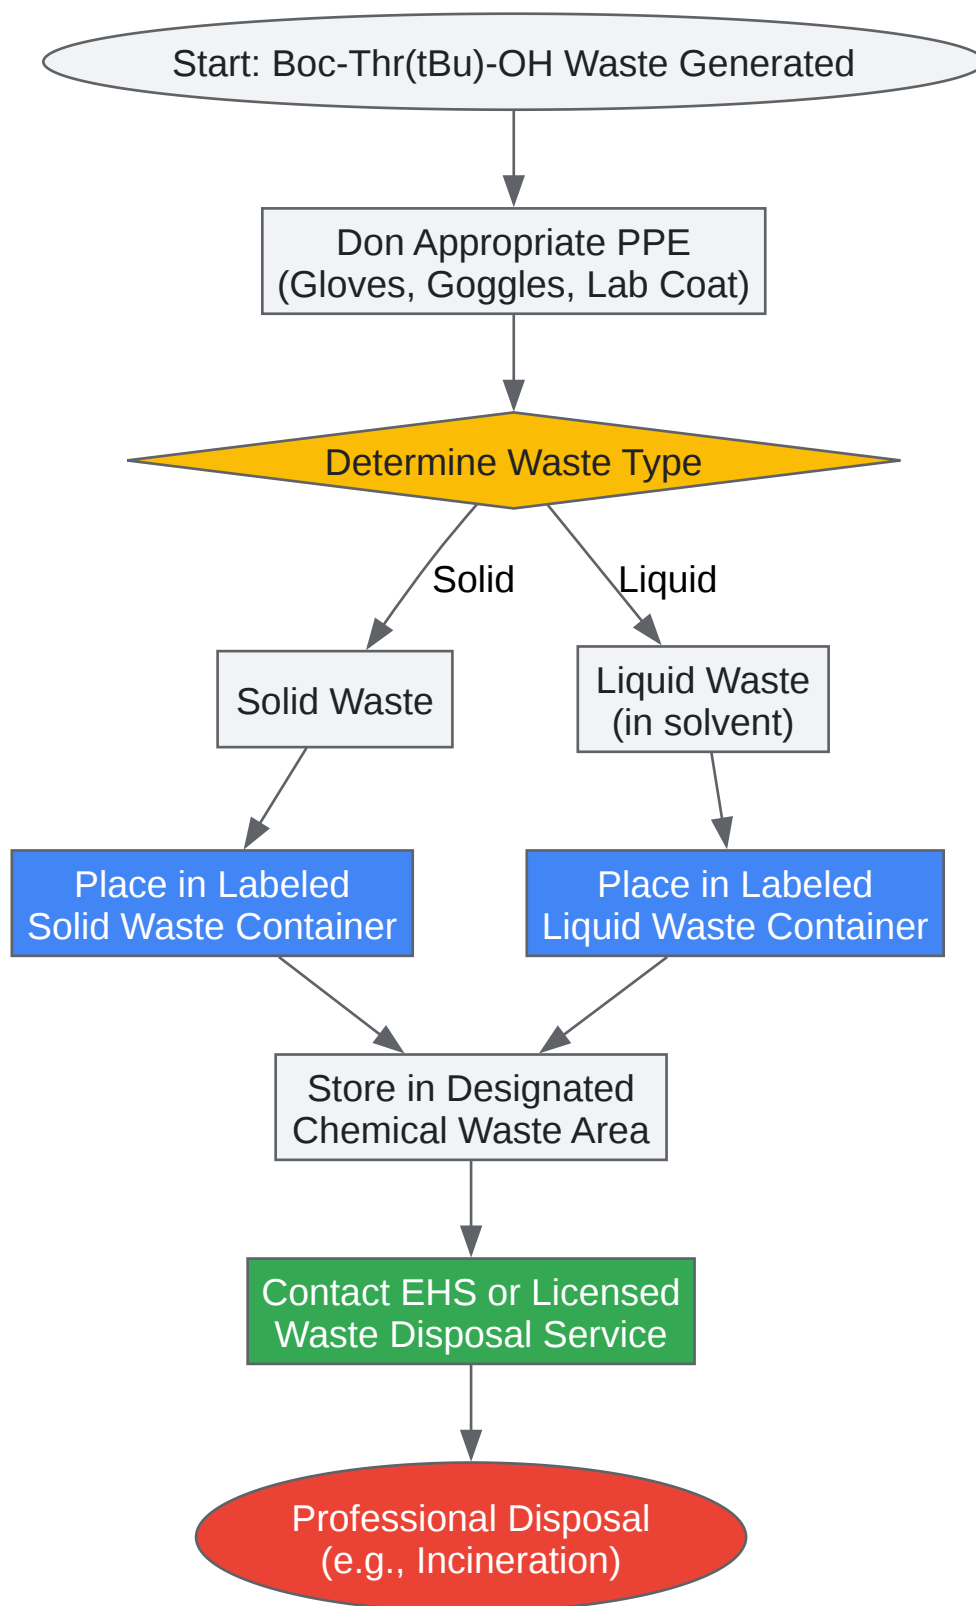 Start: Boc-Thr(tBu)-OH Waste Generated
Don Appropriate PPE
(Gloves, Goggles, Lab Coat)
Determine Waste Type
Solid
Liquid
Solid Waste
Liquid Waste
(in solvent)
Place in Labeled
Solid Waste Container
Place in Labeled
Liquid Waste Container
Store in Designated
Chemical Waste Area
Contact EHS or Licensed
Waste Disposal Service
Professional Disposal
(e.g., Incineration)